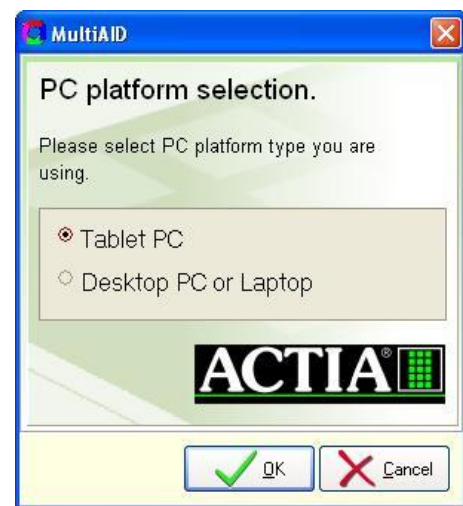 MultiAID
PC platform selection.
Please select PC platform type you are
using.
Tablet PC
Desktop PC or Laptop
ACTIA®
OK
Cancel